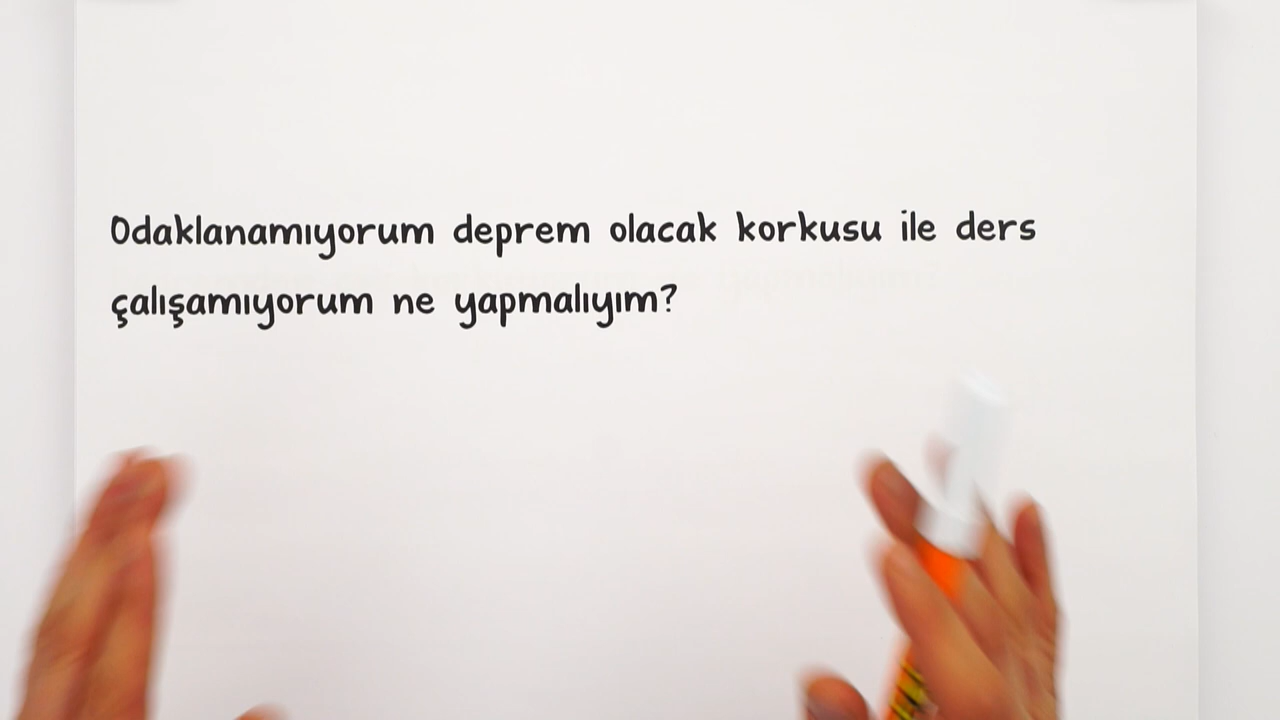 Odaklanamıyorum deprem olacak korkusu ile ders
çalışamıyorum ne yapmalıyım?